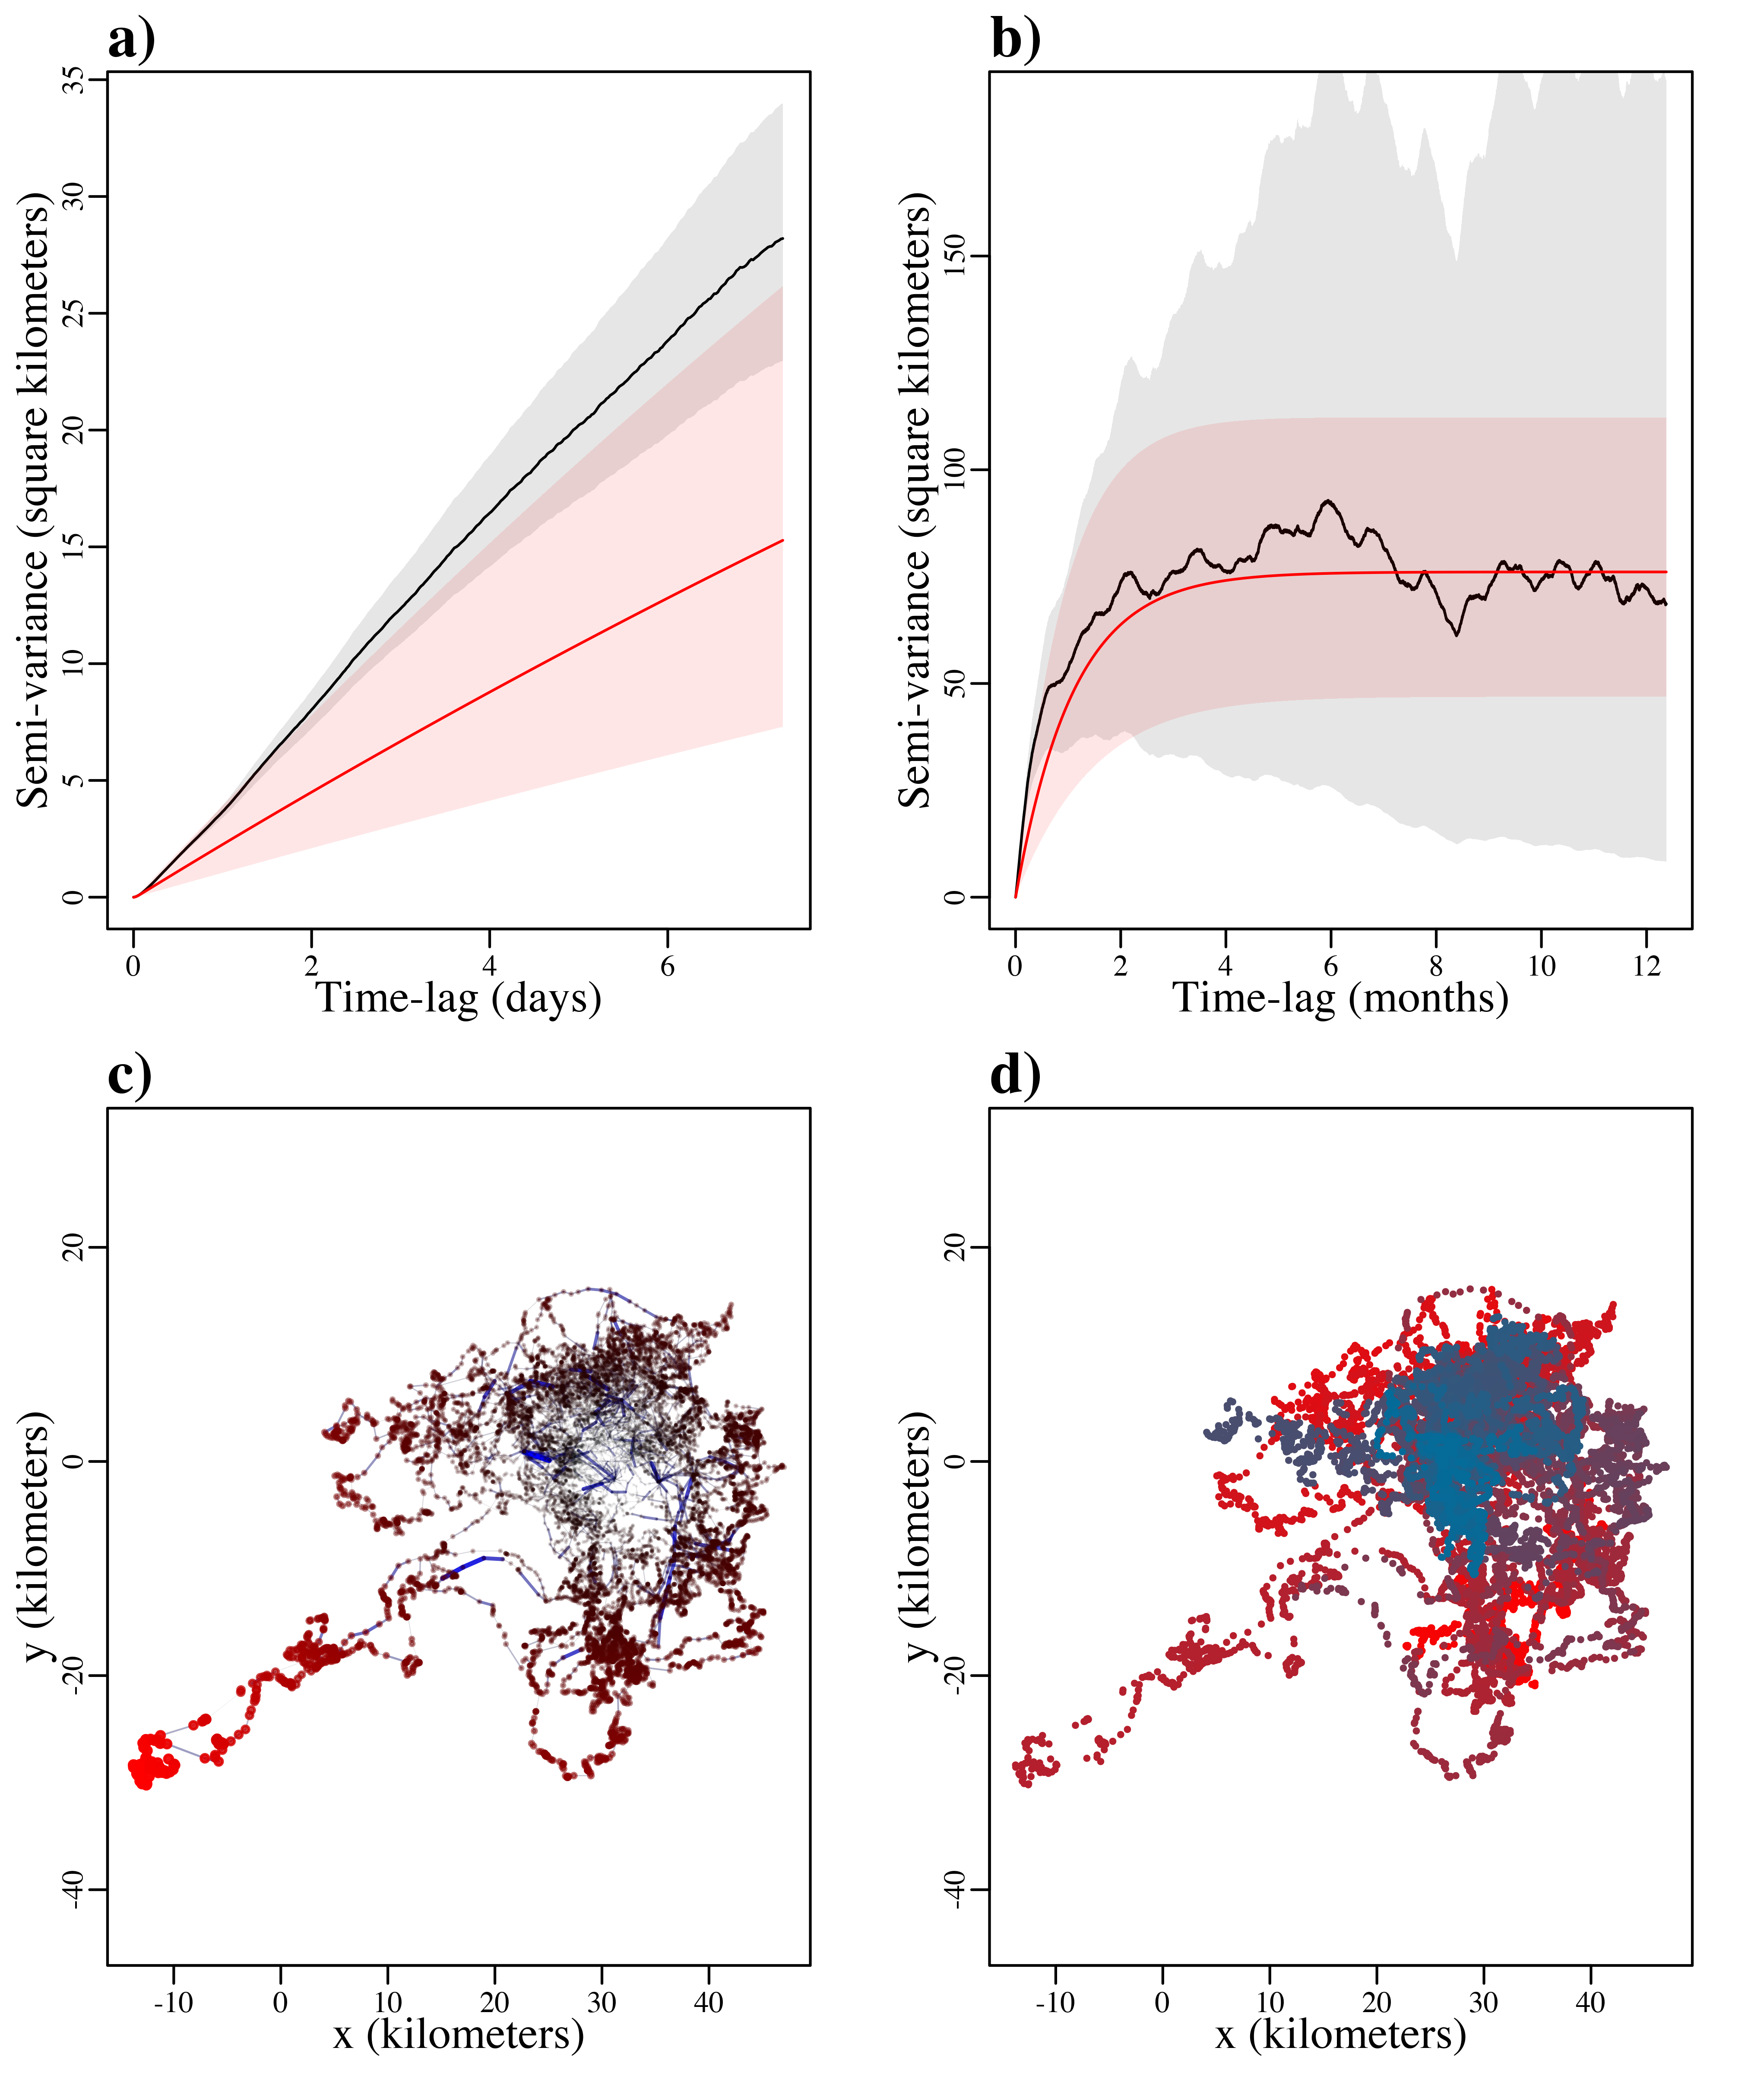 a)
Semi-variance (square kilometers)
0 5 10 15 20 25 30 35
0 2 4 6
Time-lag (days)
b)
Semi-variance (square kilometers)
0 50 100 150
0 2 4 6 8 10 12
Time-lag (months)
c)
y (kilometers)
-40 -20 0 20
-10 0 10 20 30 40
x (kilometers)
d)
y (kilometers)
-40 -20 0 20
-10 0 10 20 30 40
x (kilometers)